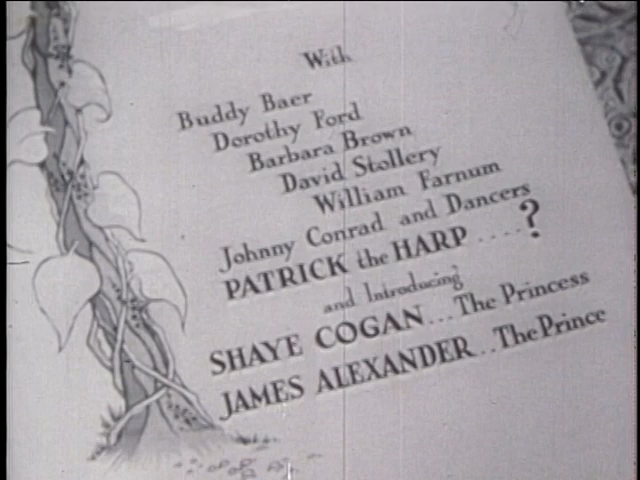 With
Buddy Baer
Dorothy Ford
Barbara Brown
David Stollery
William Farnum
Johnny Conrad and Dancers
PATRICK the HARP ....?
and Introducing
SHAYE COGAN...The Princess
JAMES ALEXANDER..The Prince